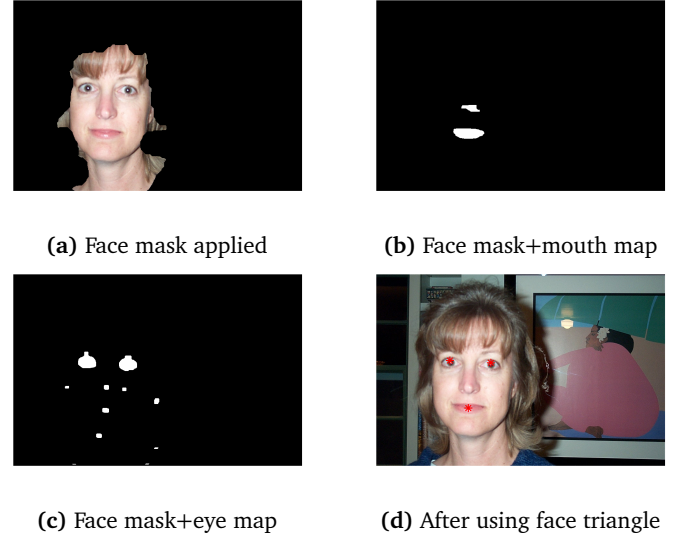 (a) Face mask applied
(b) Face mask+mouth map
(c) Face mask+eye map
(d) After using face triangle